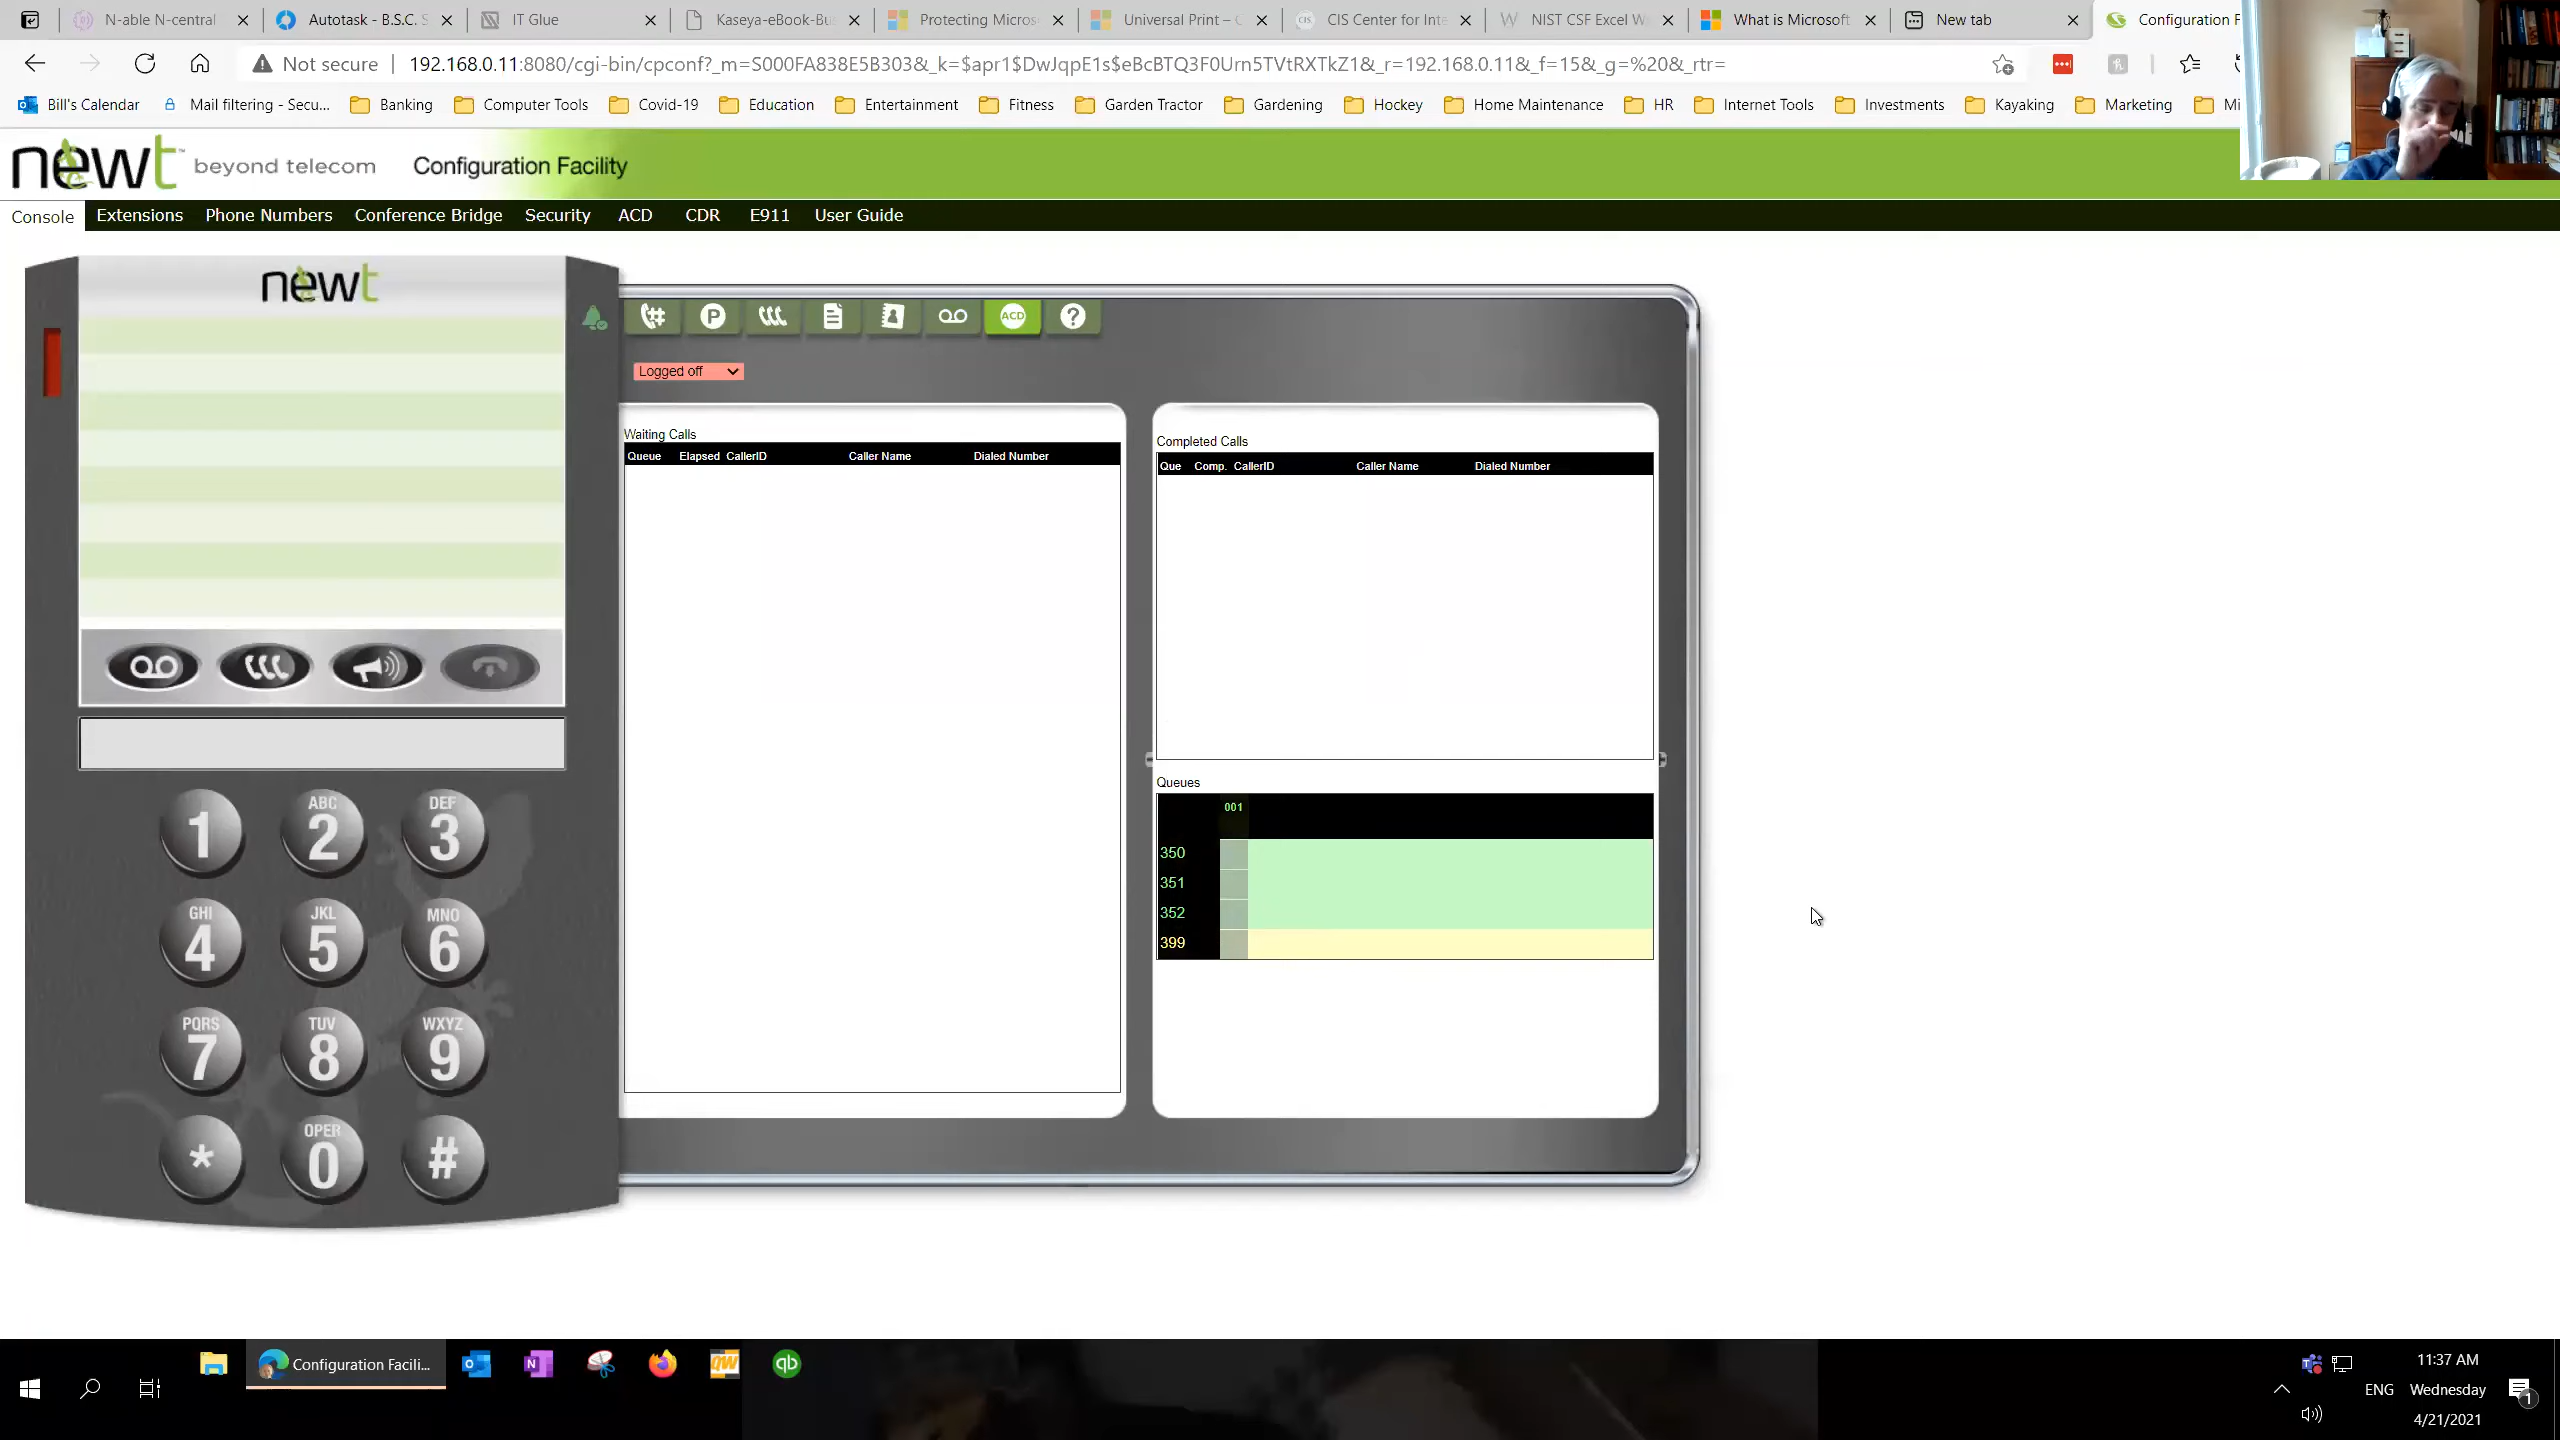 N-able N-central
Autotask - B.S.C. S
IT Glue
Kaseya-eBook-Bu
Protecting Micros
Universal Print –
CIS Center for Inte
NIST CSF Excel W
What is Microsoft
New tab
Configuration F
Not secure
192.168.0.11:8080/cgi-bin/cpconf?_m=S000FA838E5B303&_k=$apr1$DwJqpE1s$eBcBTQ3F0Urn5TVtRXTkZ1&_r=192.168.0.11&_f=15&_g=%20&_rtr=
Bill's Calendar
Mail filtering - Secu...
Banking
Computer Tools
Covid-19
Education
Entertainment
Fitness
Garden Tractor
Gardening
Hockey
Home Maintenance
HR
Internet Tools
Investments
Kayaking
Marketing
Mi
newt beyond telecom
Configuration Facility
Console
Extensions
Phone Numbers
Conference Bridge
Security
ACD
CDR
E911
User Guide
newt
P
ACD
?
Logged off
Waiting Calls
Queue Elapsed CallerID Caller Name Dialed Number
Completed Calls
Que Comp. CallerID Caller Name Dialed Number
Queues
001
350
351
352
399
1
ABC
2
DEF
3
GHI
4
JKL
5
MNO
6
PQRS
7
TUV
8
WXYZ
9
*
OPER
0
#
Configuration Facili...
N
QW
qb
11:37 AM
ENG
Wednesday
4/21/2021
1